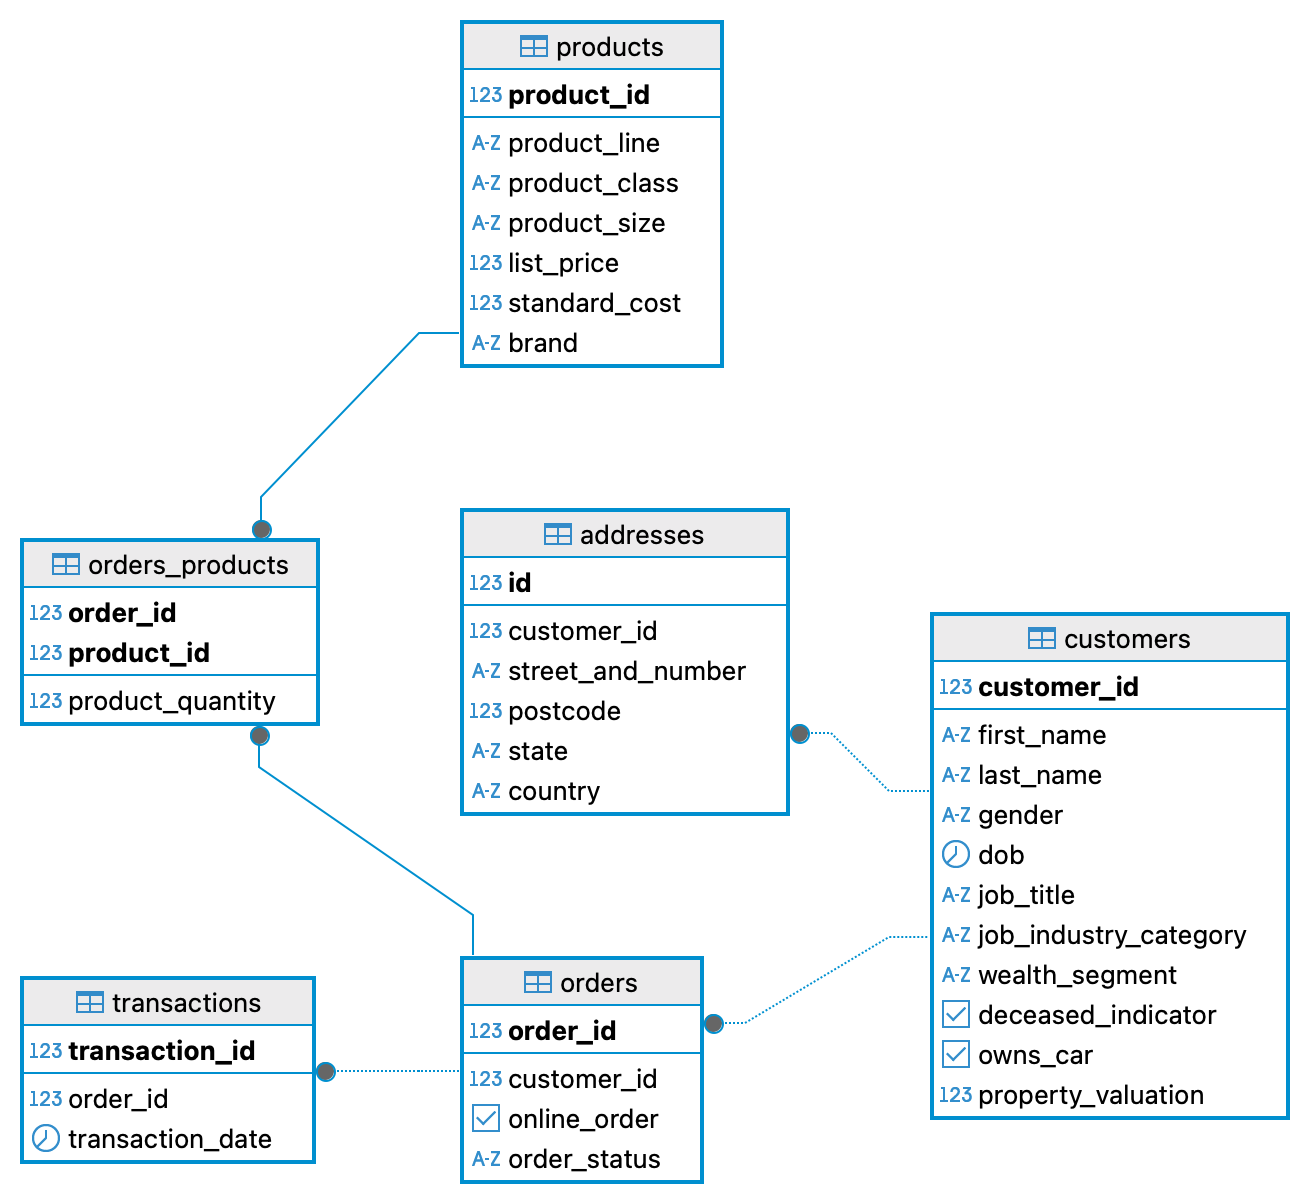 products
123 product_id
A-Z product_line
A-Z product_class
A-Z product_size
123 list_price
123 standard_cost
A-Z brand
orders_products
123 order_id
123 product_id
123 product_quantity
addresses
123 id
123 customer_id
A-Z street_and_number
123 postcode
A-Z state
A-Z country
customers
123 customer_id
A-Z first_name
A-Z last_name
A-Z gender
dob
A-Z job_title
A-Z job_industry_category
A-Z wealth_segment
deceased_indicator
owns_car
123 property_valuation
transactions
123 transaction_id
123 order_id
transaction_date
orders
123 order_id
123 customer_id
online_order
A-Z order_status